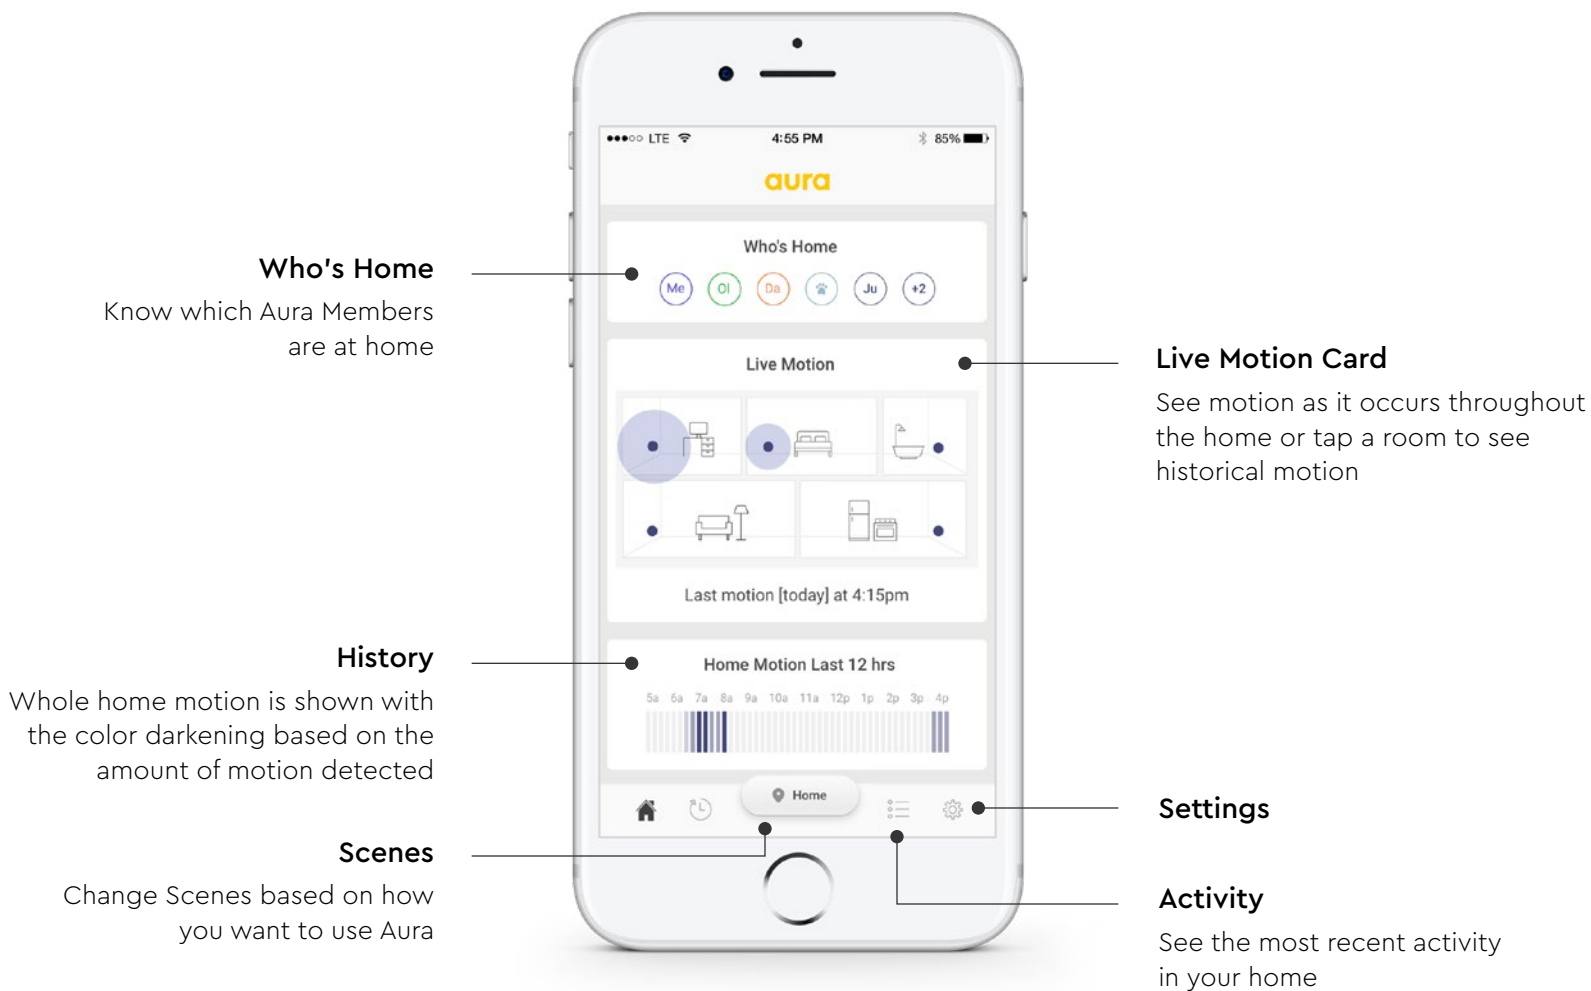 LTE
4:55 PM
85%
aura
Who's Home
Me
Ol
Da
Ju
+2
Live Motion
Last motion [today] at 4:15pm
Home Motion Last 12 hrs
5a 6a 7a 8a 9a 10a 11a 12p 1p 2p 3p 4p
Home
Who's Home
Know which Aura Members
are at home
History
Whole home motion is shown with
the color darkening based on the
amount of motion detected
Scenes
Change Scenes based on how
you want to use Aura
Live Motion Card
See motion as it occurs throughout
the home or tap a room to see
historical motion
Settings
Activity
See the most recent activity
in your home